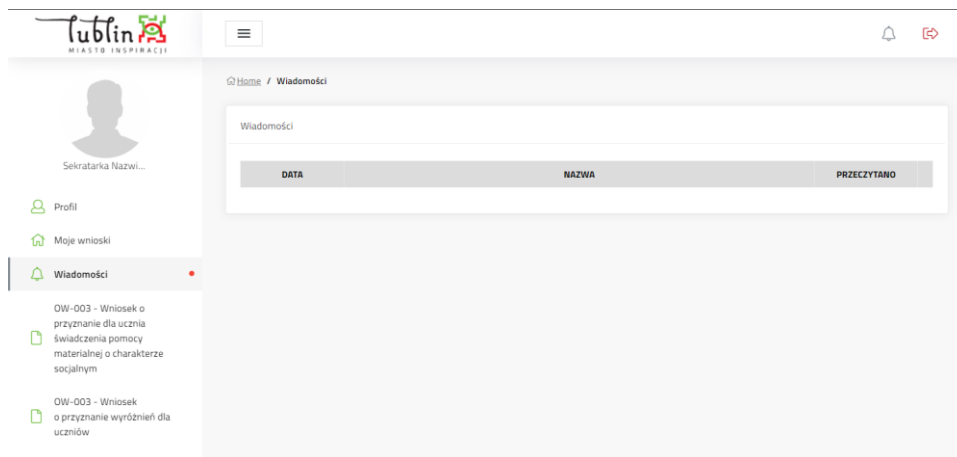 Lublin
MIASTO INSPIRACJI
Home / Wiadomości
Wiadomości
DATA NAZWA PRZECZYTANO
Sekratarka Nazwi...
Profil
Moje wnioski
Wiadomości
OW-003 - Wniosek o
przyznanie dla ucznia
świadczenia pomocy
materialnej o charakterze
socjalnym
OW-003 - Wniosek
o przyznanie wyróżnień dla
uczniów